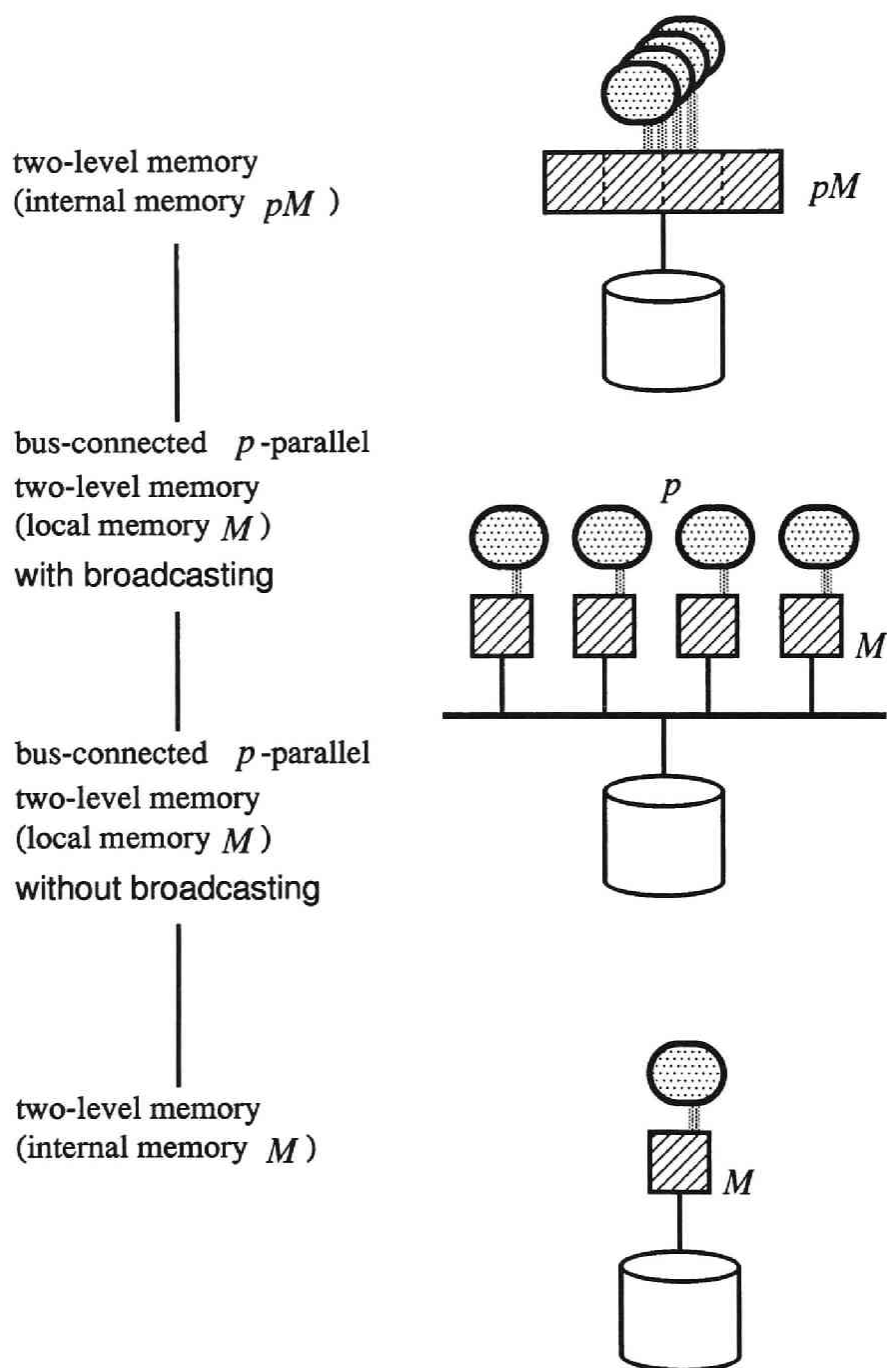 two-level memory
(internal memory pM )
pM
bus-connected p-parallel
two-level memory
(local memory M )
with broadcasting
p
M
bus-connected p-parallel
two-level memory
(local memory M )
without broadcasting
two-level memory
(internal memory M )
M